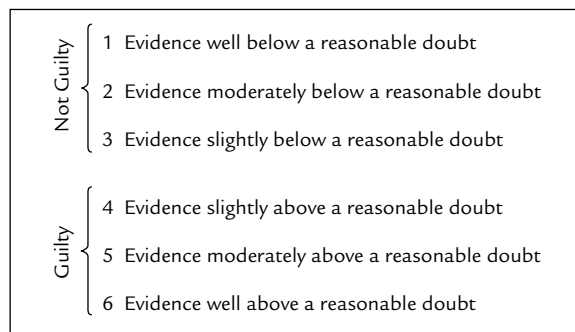 Not Guilty
1 Evidence well below a reasonable doubt
2 Evidence moderately below a reasonable doubt
3 Evidence slightly below a reasonable doubt
Guilty
4 Evidence slightly above a reasonable doubt
5 Evidence moderately above a reasonable doubt
6 Evidence well above a reasonable doubt